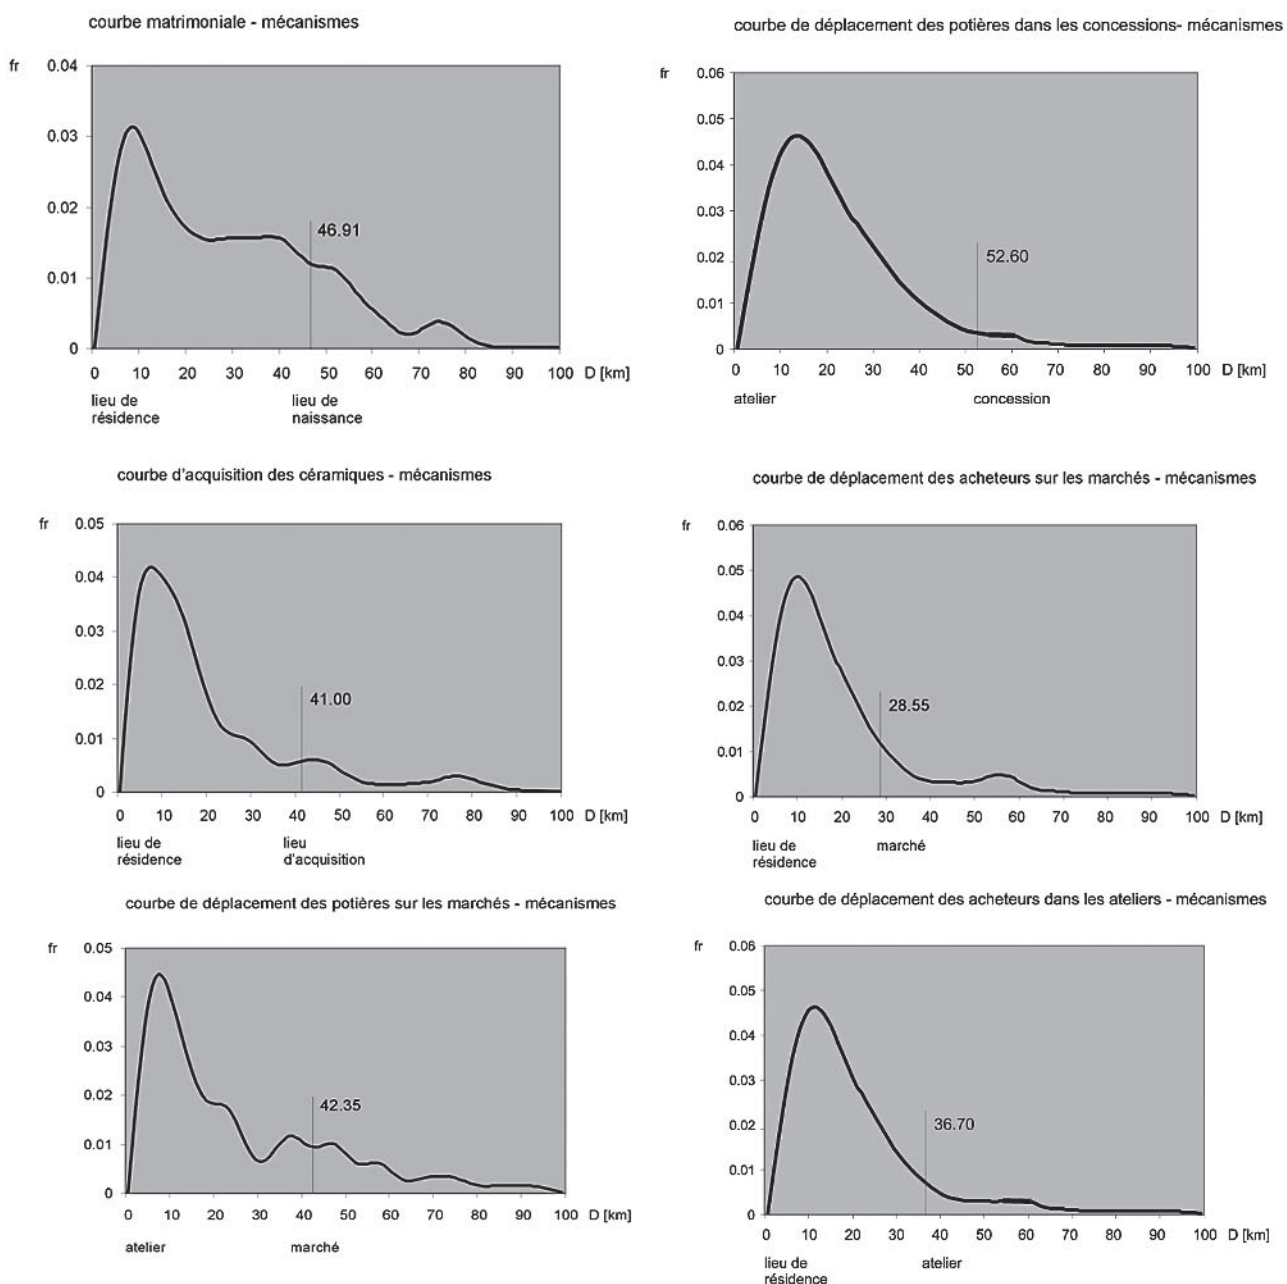 courbe matrimoniale - mécanismes
fr
0.04
0.03
0.02
0.01
0
46.91
0 10 20 30 40 50 60 70 80 90 100 D [km]
lieu de
résidence
lieu de
naissance
courbe de déplacement des potières dans les concessions- mécanismes
fr
0.06
0.05
0.04
0.03
0.02
0.01
0
52.60
0 10 20 30 40 50 60 70 80 90 100 D [km]
atelier
concession
courbe d'acquisition des céramiques - mécanismes
fr
0.05
0.04
0.03
0.02
0.01
0
41.00
0 10 20 30 40 50 60 70 80 90 100 D [km]
lieu de
résidence
lieu
d'acquisition
courbe de déplacement des acheteurs sur les marchés - mécanismes
fr
0.06
0.05
0.04
0.03
0.02
0.01
0
28.55
0 10 20 30 40 50 60 70 80 90 100 D [km]
lieu de
résidence
marché
courbe de déplacement des potières sur les marchés - mécanismes
fr
0.05
0.04
0.03
0.02
0.01
0
42.35
0 10 20 30 40 50 60 70 80 90 100 D [km]
atelier
marché
courbe de déplacement des acheteurs dans les ateliers - mécanismes
fr
0.06
0.05
0.04
0.03
0.02
0.01
0
36.70
0 10 20 30 40 50 60 70 80 90 100 D [km]
lieu de
résidence
atelier